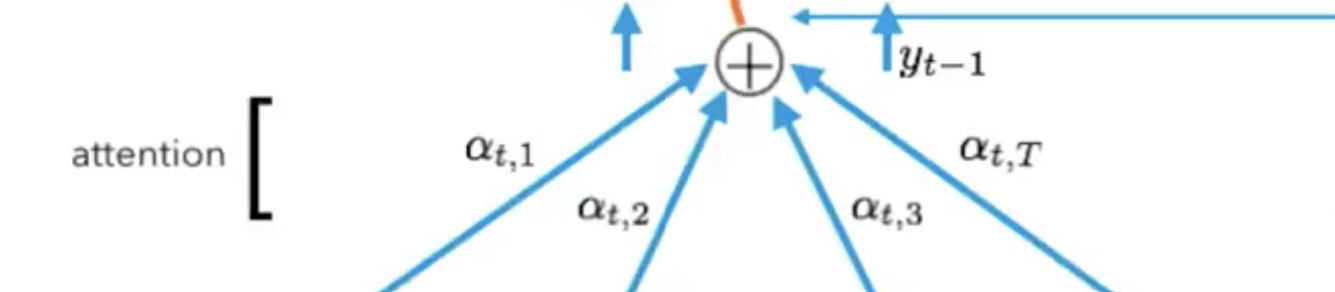 y_{t-1}
attention [
α_{t,1}
α_{t,T}
α_{t,2}
α_{t,3}